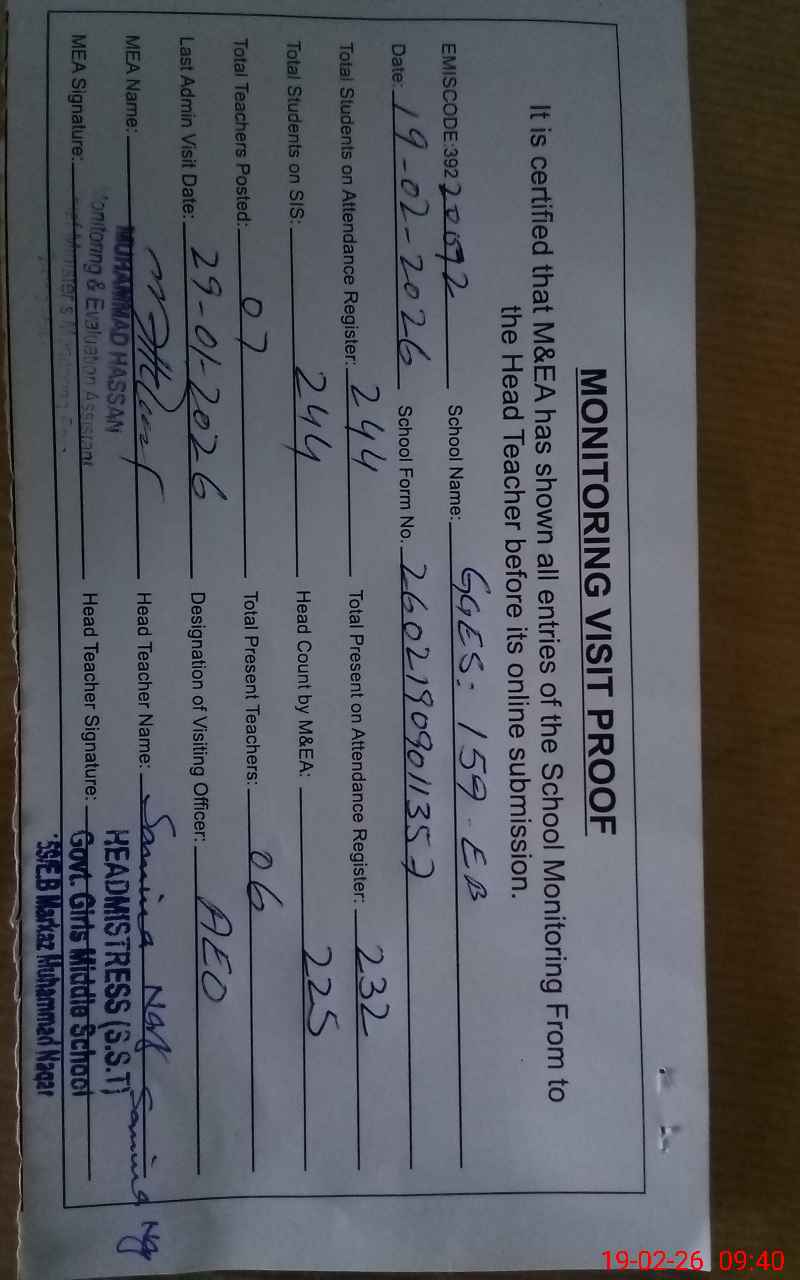 MONITORING VISIT PROOF
It is certified that M&EA has shown all entries of the School Monitoring From to
the Head Teacher before its online submission.
EMISCODE:392 20092 School Name: GGES: 159-EB
Date: 19-02-2026 School Form No. 2602190901357
Total Students on Attendance Register: 244 Total Present on Attendance Register: 232
Total Students on SIS: 244 Head Count by M&EA: 225
Total Teachers Posted: 07 Total Present Teachers: 06
Last Admin Visit Date: 29-01-2026 Designation of Visiting Officer: AEO
MEA Name: Head Teacher Name: Samina Naz
MUHAMMAD HASSAN HEADMISTRESS (S.S.T) Samina Naz
MEA Signature: Head Teacher Signature: Govt. Girls Middle School
Monitoring & Evaluation Assistant 159/E.B Markaz Muhammad Nagar
19-02-26 09:40